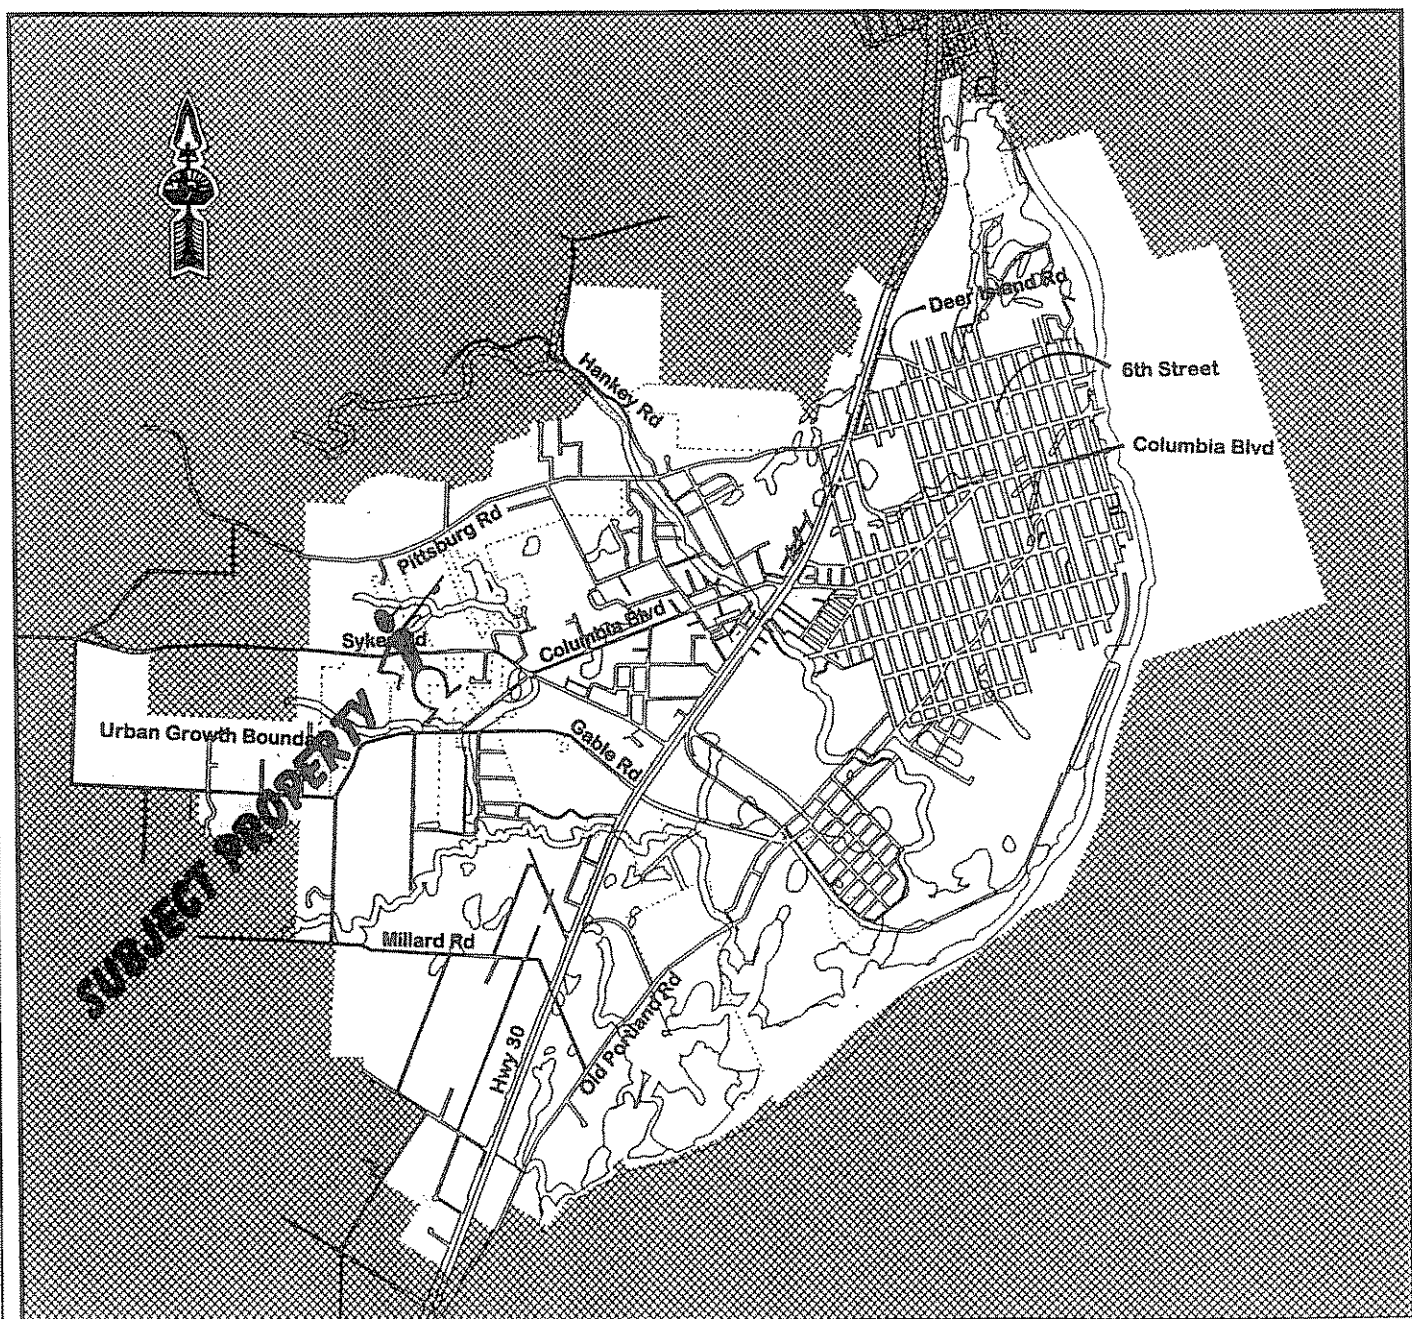 Deer Island Rd
6th Street
Hankey Rd
Columbia Blvd
Pittsburg Rd
Columbia Blvd
Sykes Rd
Urban Growth Bounda
Gable Rd
SUBJECT PROPERTY
Millard Rd
Hwy 30
Old Portland Rd